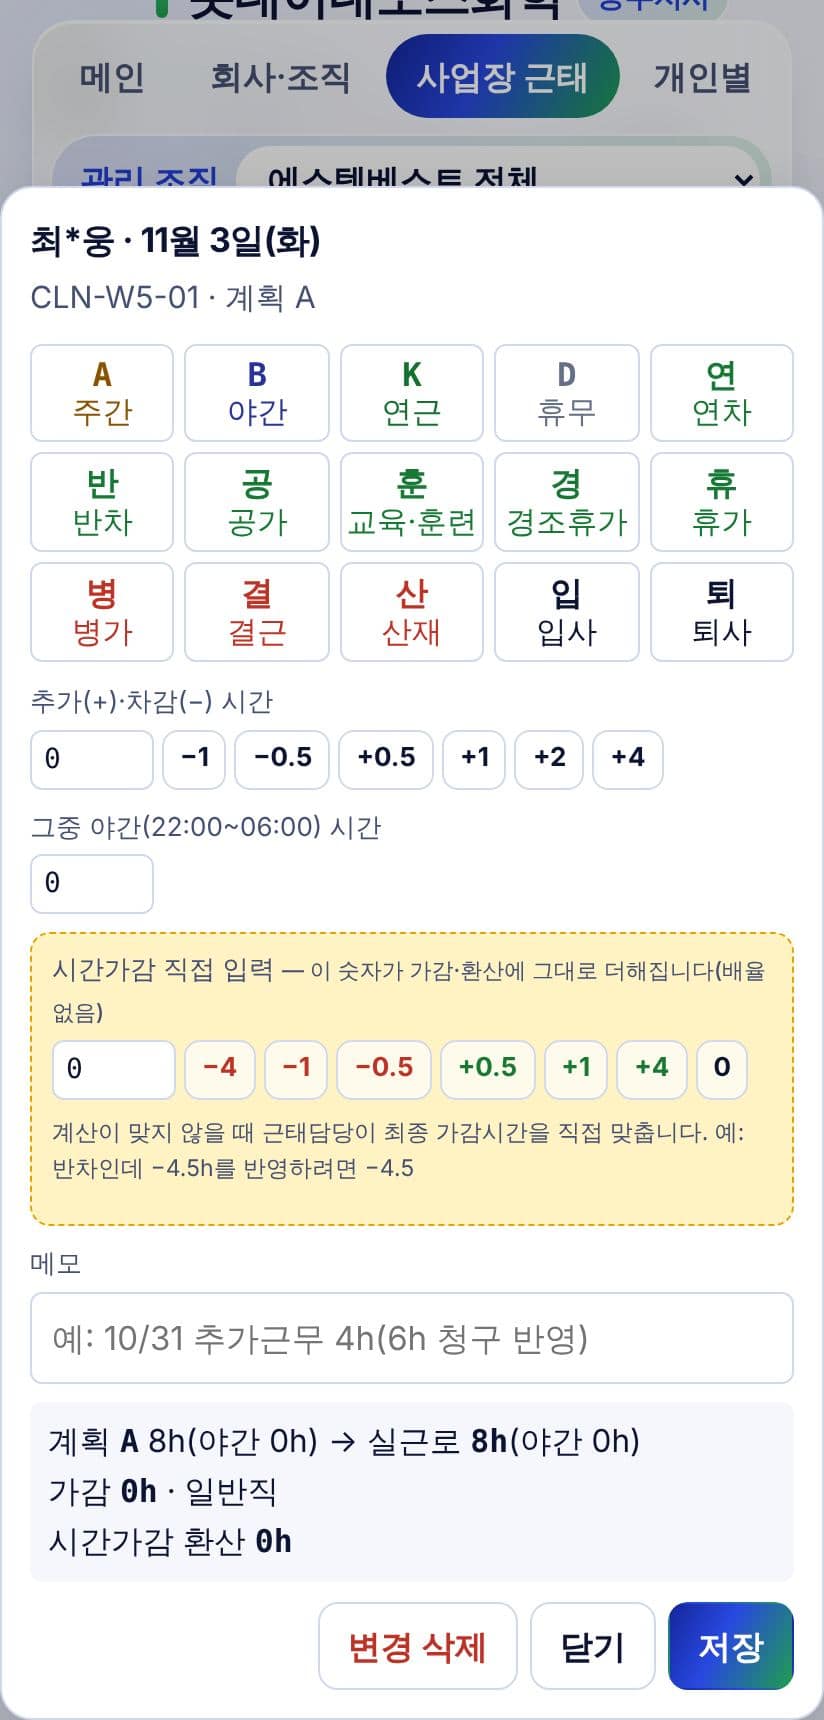 메인 회사·조직 사업장 근태 개인별
관리 조직 에스텍베스트 전체
최*웅 · 11월 3일(화)
CLN-W5-01 · 계획 A
A B K D 연
주간 야간 연근 휴무 연차
반 공 훈 경 휴
반차 공가 교육·훈련 경조휴가 휴가
병 결 산 입 퇴
병가 결근 산재 입사 퇴사
추가(+)·차감(−) 시간
0 −1 −0.5 +0.5 +1 +2 +4
그중 야간(22:00~06:00) 시간
0
시간가감 직접 입력 — 이 숫자가 가감·환산에 그대로 더해집니다(배율
없음)
0 −4 −1 −0.5 +0.5 +1 +4 0
계산이 맞지 않을 때 근태담당이 최종 가감시간을 직접 맞춥니다. 예:
반차인데 −4.5h를 반영하려면 −4.5
메모
예: 10/31 추가근무 4h(6h 청구 반영)
계획 A 8h(야간 0h) → 실근로 8h(야간 0h)
가감 0h · 일반직
시간가감 환산 0h
변경 삭제 닫기 저장